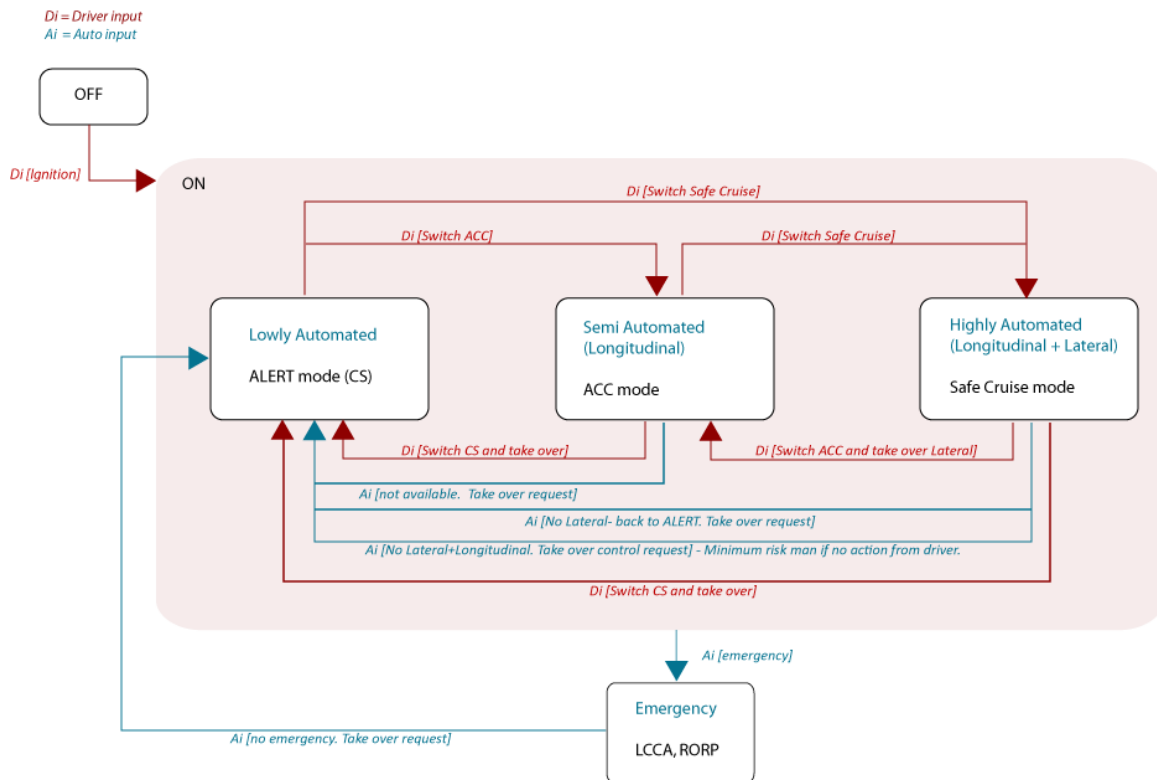 Di = Driver input
Ai = Auto input
OFF
Di [Ignition]
ON
Di [Switch Safe Cruise]
Di [Switch ACC]
Di [Switch Safe Cruise]
Lowly Automated
ALERT mode (CS)
Semi Automated
(Longitudinal)
ACC mode
Highly Automated
(Longitudinal + Lateral)
Safe Cruise mode
Di [Switch CS and take over]
Di [Switch ACC and take over Lateral]
Ai [not available. Take over request]
Ai [No Lateral- back to ALERT. Take over request]
Ai [No Lateral+Longitudinal. Take over control request] - Minimum risk man if no action from driver.
Di [Switch CS and take over]
Ai [emergency]
Emergency
LCCA, RORP
Ai [no emergency. Take over request]